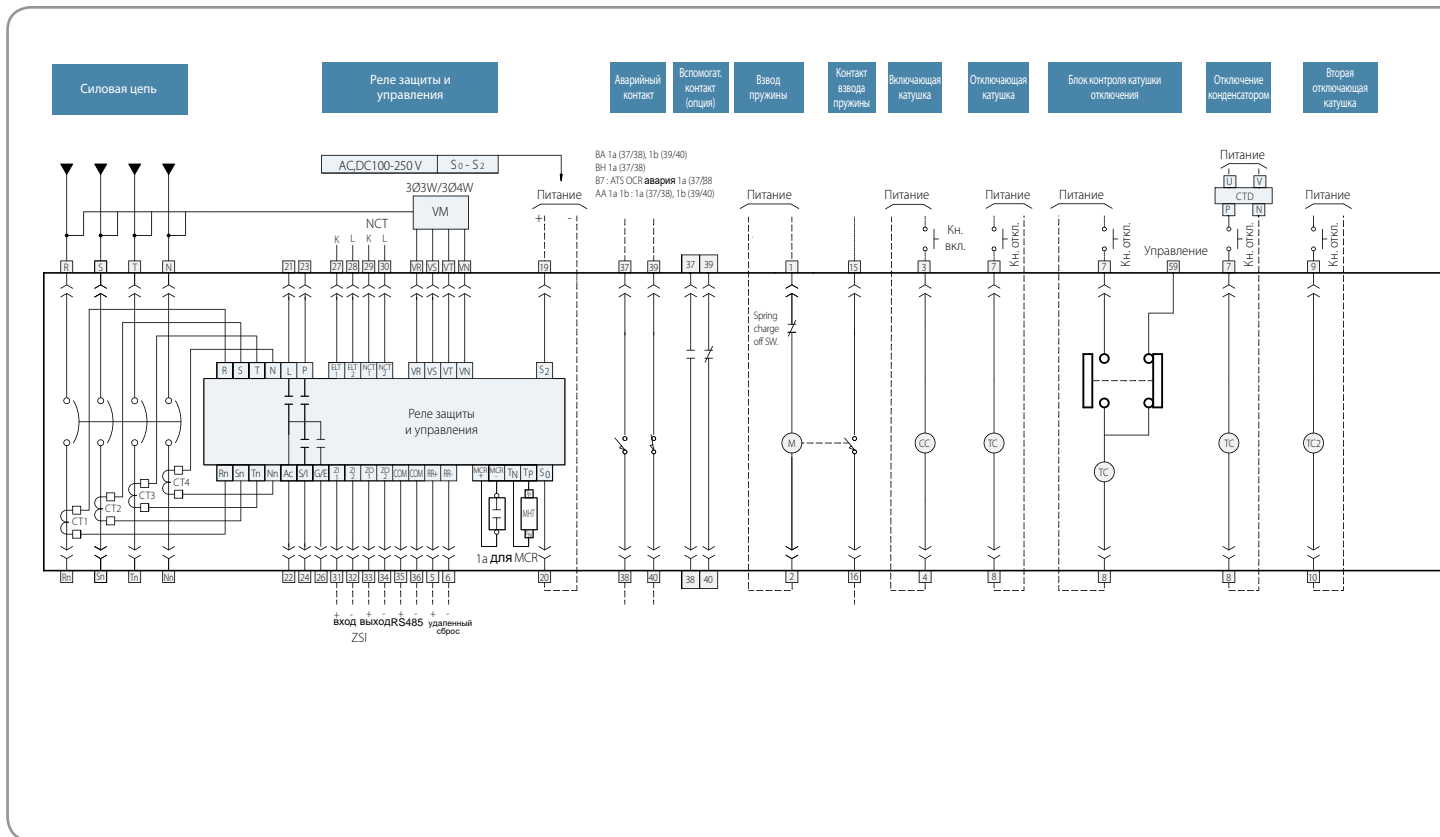 Силовая цепь
Реле защиты и
управления
Аварийный
контакт
Вспомогат.
контакт
(опция)
Взвод
пружины
Контакт
взвода
пружины
Включающая
катушка
Отключающая
катушка
Блок контроля катушки
отключения
Отключение
конденсатором
Вторая
отключающая
катушка
AC,DC100-250 V S0 - S2
3Ø3W/3Ø4W
VM
NCT
K L K L
BA 1a (37/38), 1b (39/40)
BH 1a (37/38)
B7 : ATS OCR авария 1a (37/38
AA 1a 1b : 1a (37/38), 1b (39/40)
Питание
+ -
Питание
Питание
Кн.
вкл.
Питание
Кн. откл.
Питание
Кн. откл.
Управление
Питание
U V
CTD
P N
Кн. откл.
Питание
Кн. откл.
R S T N 21 23 27 28 29 30 VR VS VT VN 19 37 39 37 39 1 15 3 7 7 59 7 9
Spring
charge
off SW.
R S T N L P ELT 1 ELT 2 NCT 1 NCT 2 VR VS VT VN S2
Реле защиты
и управления
M CC TC TC TC TC2
Rn Sn Tn Nn Ac S/I G/E ZI 1 ZI 2 ZO 1 ZO 2 COM COM RR+ RR- MCR + MCR - TN TP S0
CT1 CT2 CT3 CT4
MHT
1a для MCR
Rn Sn Tn Nn 22 24 26 31 32 33 34 35 36 5 6 20 38 40 38 40 2 16 4 8 8 8 10
+ - + - + - + -
вход выход RS485 удаленный
сброс
ZSI